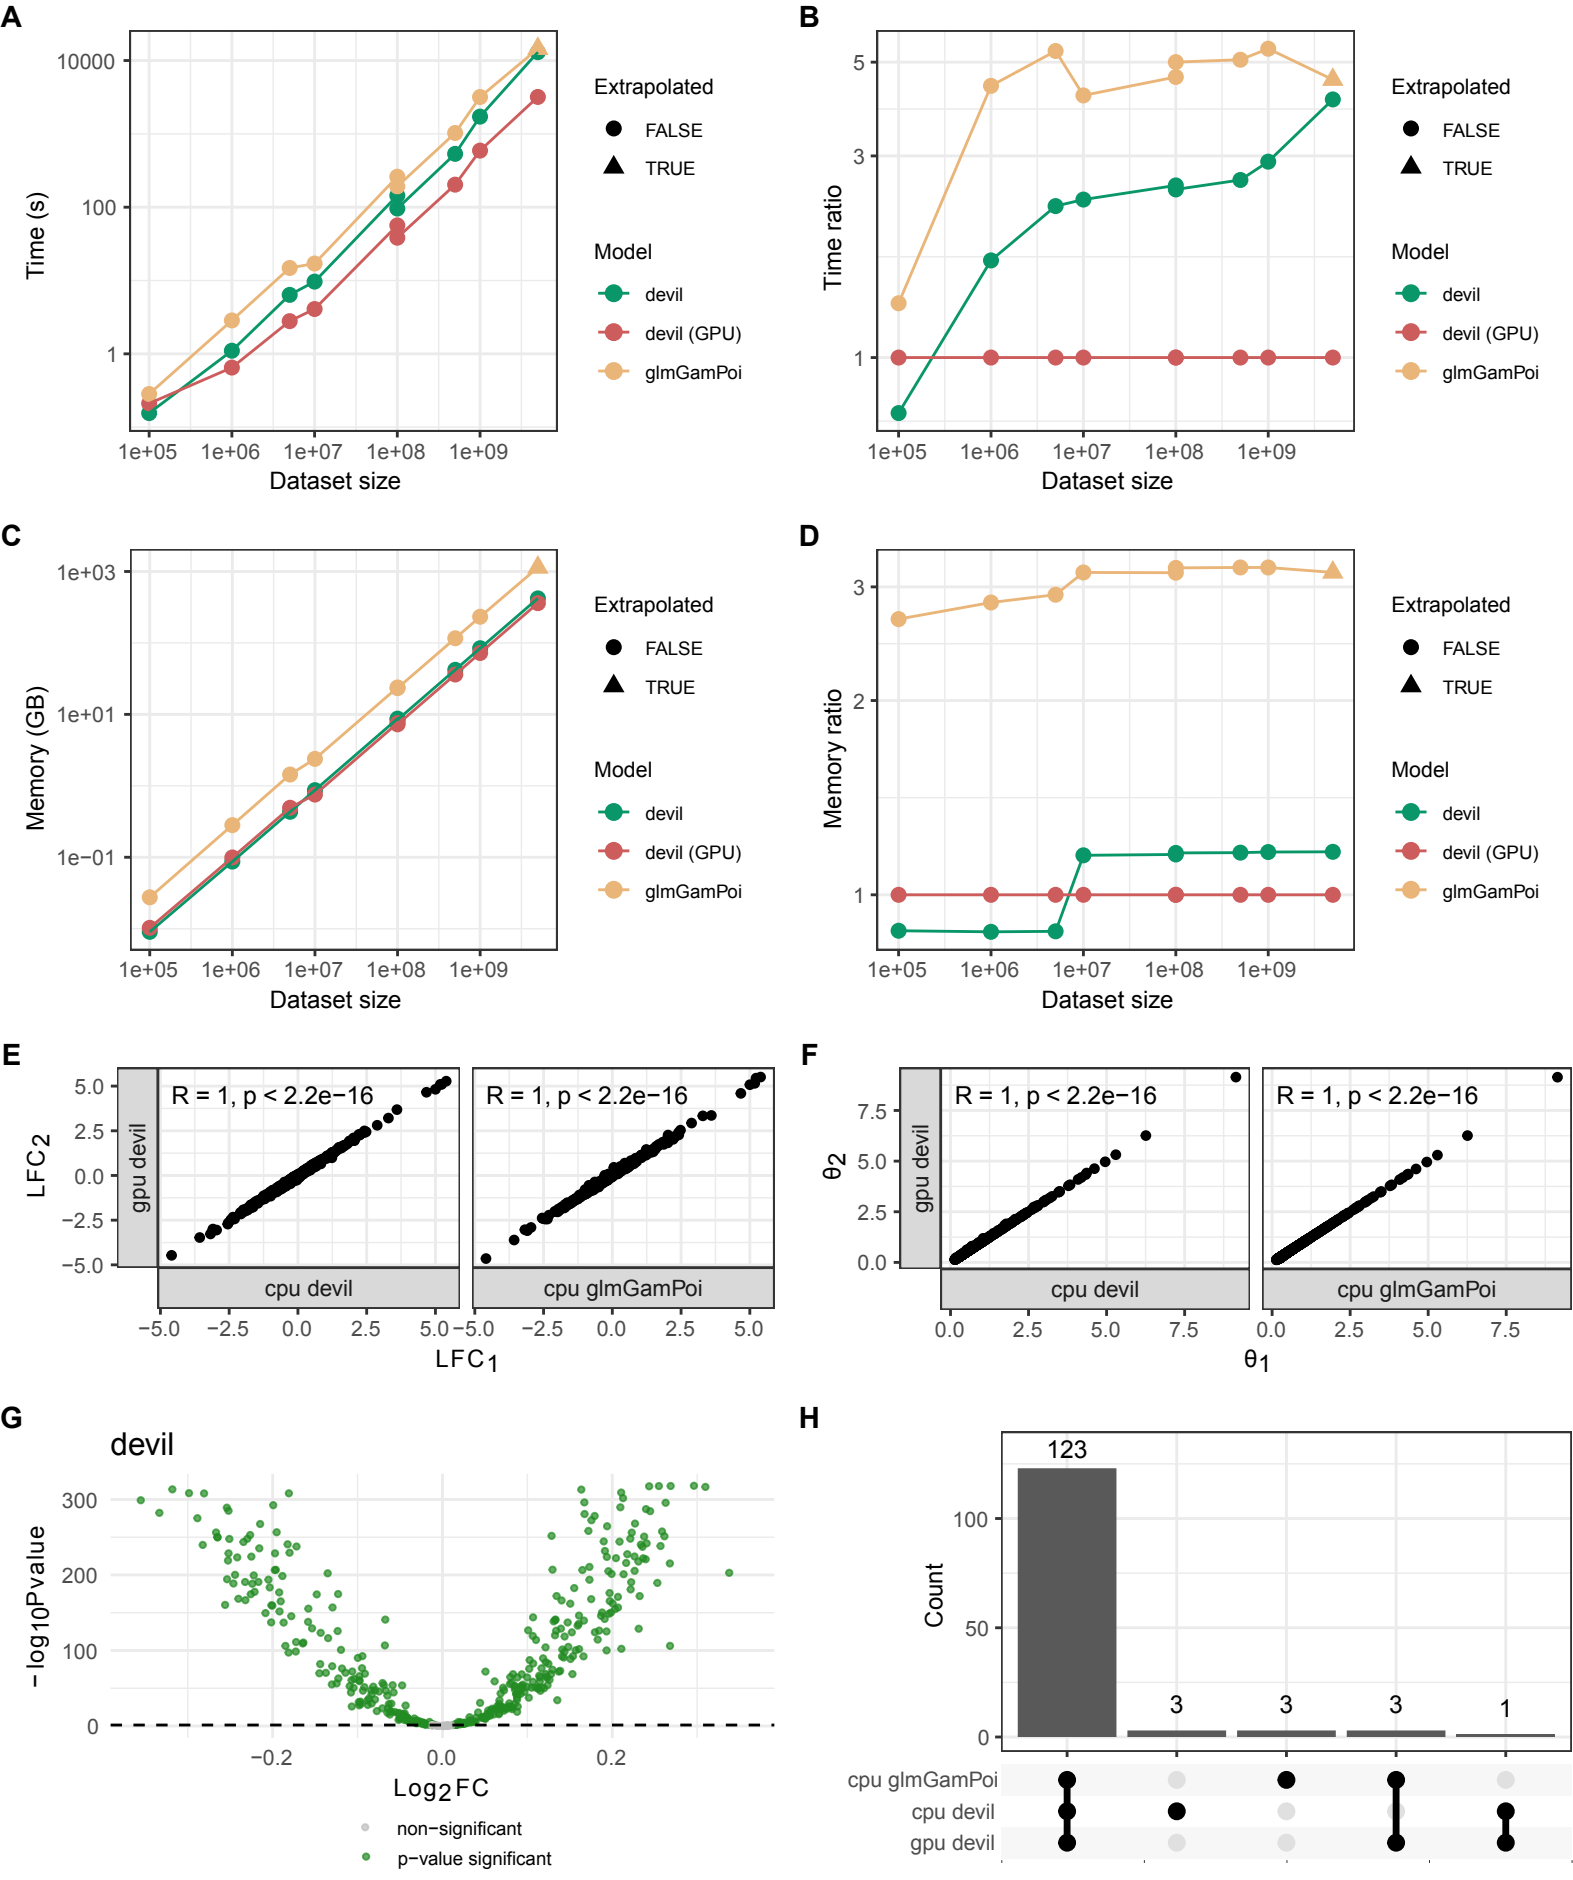 A
10000
100
1
Time (s)
1e+05 1e+06 1e+07 1e+08 1e+09
Dataset size
Extrapolated
FALSE
TRUE
Model
devil
devil (GPU)
glmGamPoi
B
5
3
1
Time ratio
1e+05 1e+06 1e+07 1e+08 1e+09
Dataset size
Extrapolated
FALSE
TRUE
Model
devil
devil (GPU)
glmGamPoi
C
1e+03
1e+01
1e−01
Memory (GB)
1e+05 1e+06 1e+07 1e+08 1e+09
Dataset size
Extrapolated
FALSE
TRUE
Model
devil
devil (GPU)
glmGamPoi
D
3
2
1
Memory ratio
1e+05 1e+06 1e+07 1e+08 1e+09
Dataset size
Extrapolated
FALSE
TRUE
Model
devil
devil (GPU)
glmGamPoi
E
LFC2
5.0
2.5
0.0
−2.5
−5.0
gpu devil
R = 1, p < 2.2e−16
R = 1, p < 2.2e−16
cpu devil
cpu glmGamPoi
−5.0 −2.5 0.0 2.5 5.0
−5.0 −2.5 0.0 2.5 5.0
LFC1
F
θ2
7.5
5.0
2.5
0.0
gpu devil
R = 1, p < 2.2e−16
R = 1, p < 2.2e−16
cpu devil
cpu glmGamPoi
0.0 2.5 5.0 7.5
0.0 2.5 5.0 7.5
θ1
G
devil
300
200
100
0
−log10Pvalue
−0.2 0.0 0.2
Log2FC
non−significant
p−value significant
H
123
3 3 3 1
100
50
0
Count
cpu glmGamPoi
cpu devil
gpu devil